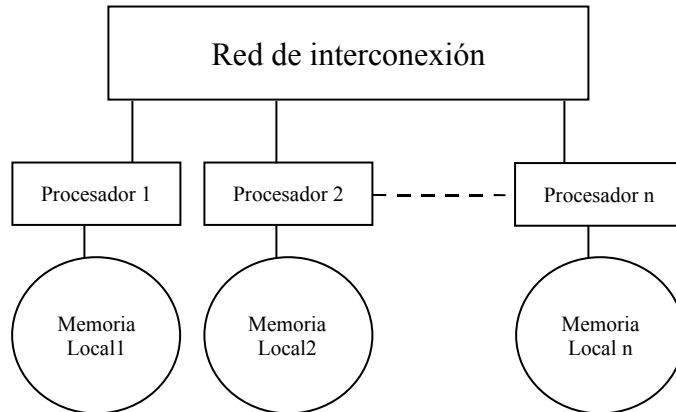 Red de interconexión
Procesador 1
Procesador 2
Procesador n
Memoria
Local1
Memoria
Local2
Memoria
Local n